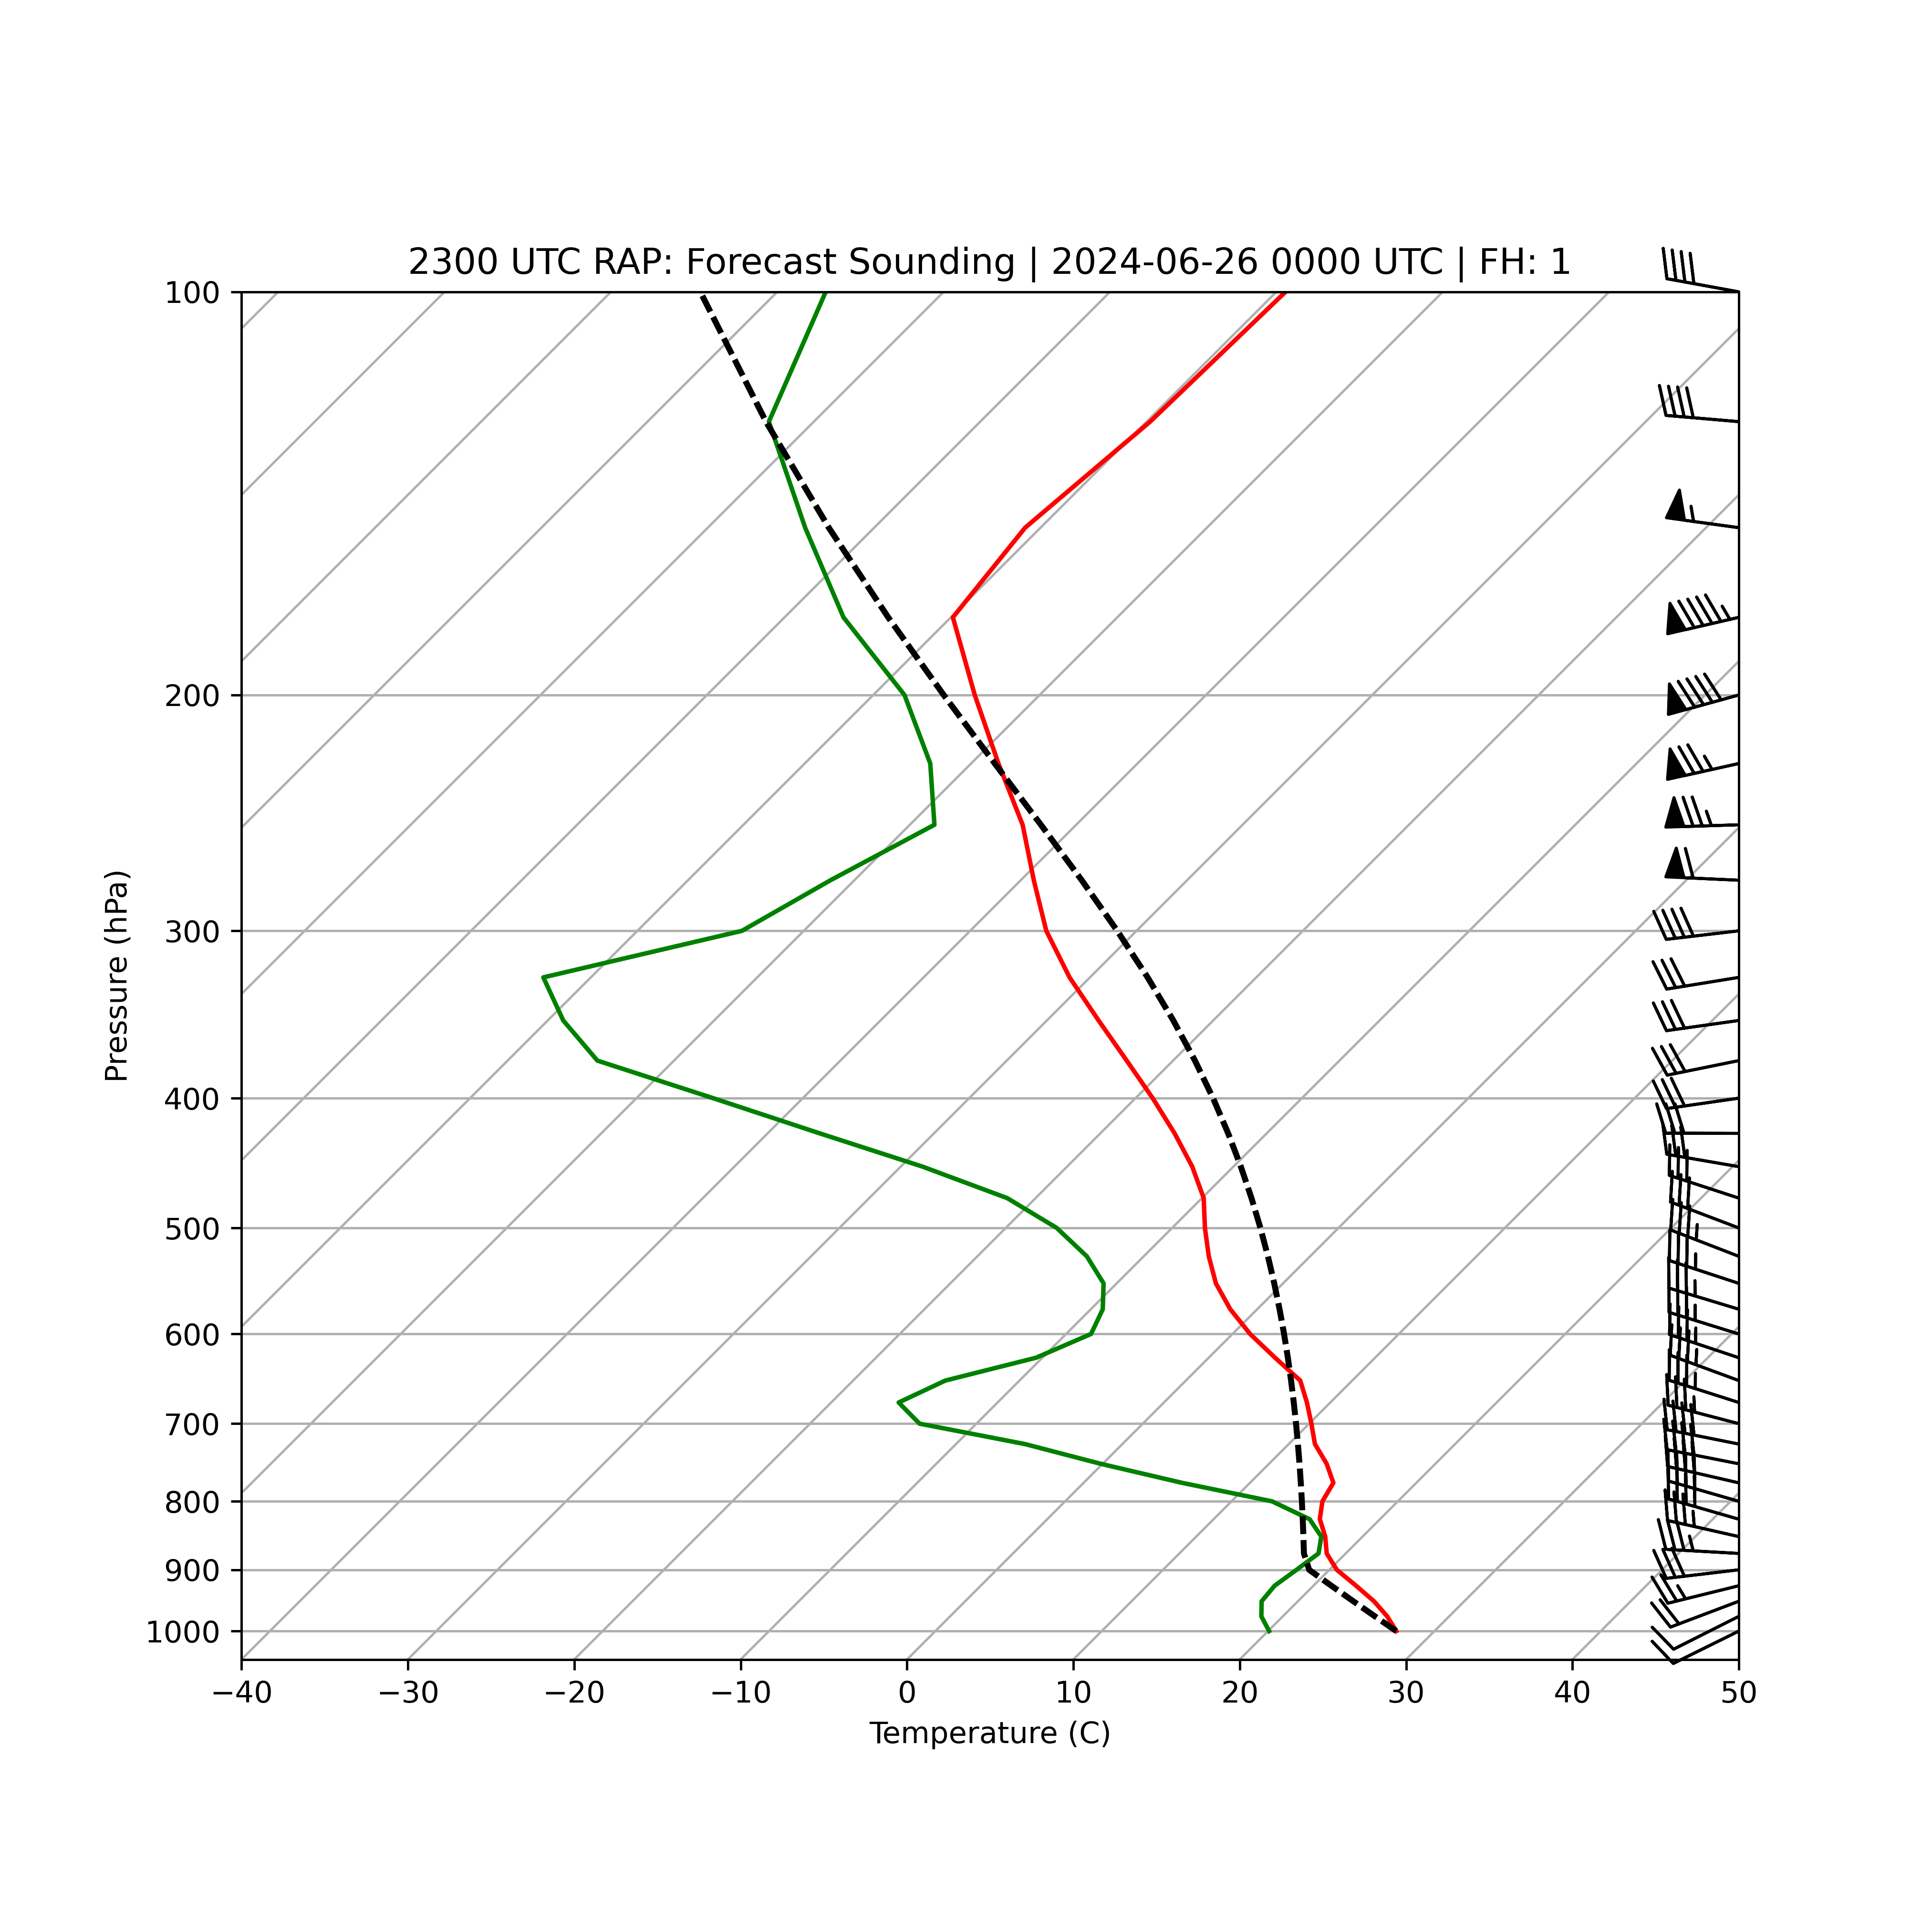 2300 UTC RAP: Forecast Sounding | 2024-06-26 0000 UTC | FH: 1
100
200
300
400
500
600
700
800
900
1000
Pressure (hPa)
−40 −30 −20 −10 0 10 20 30 40 50
Temperature (C)